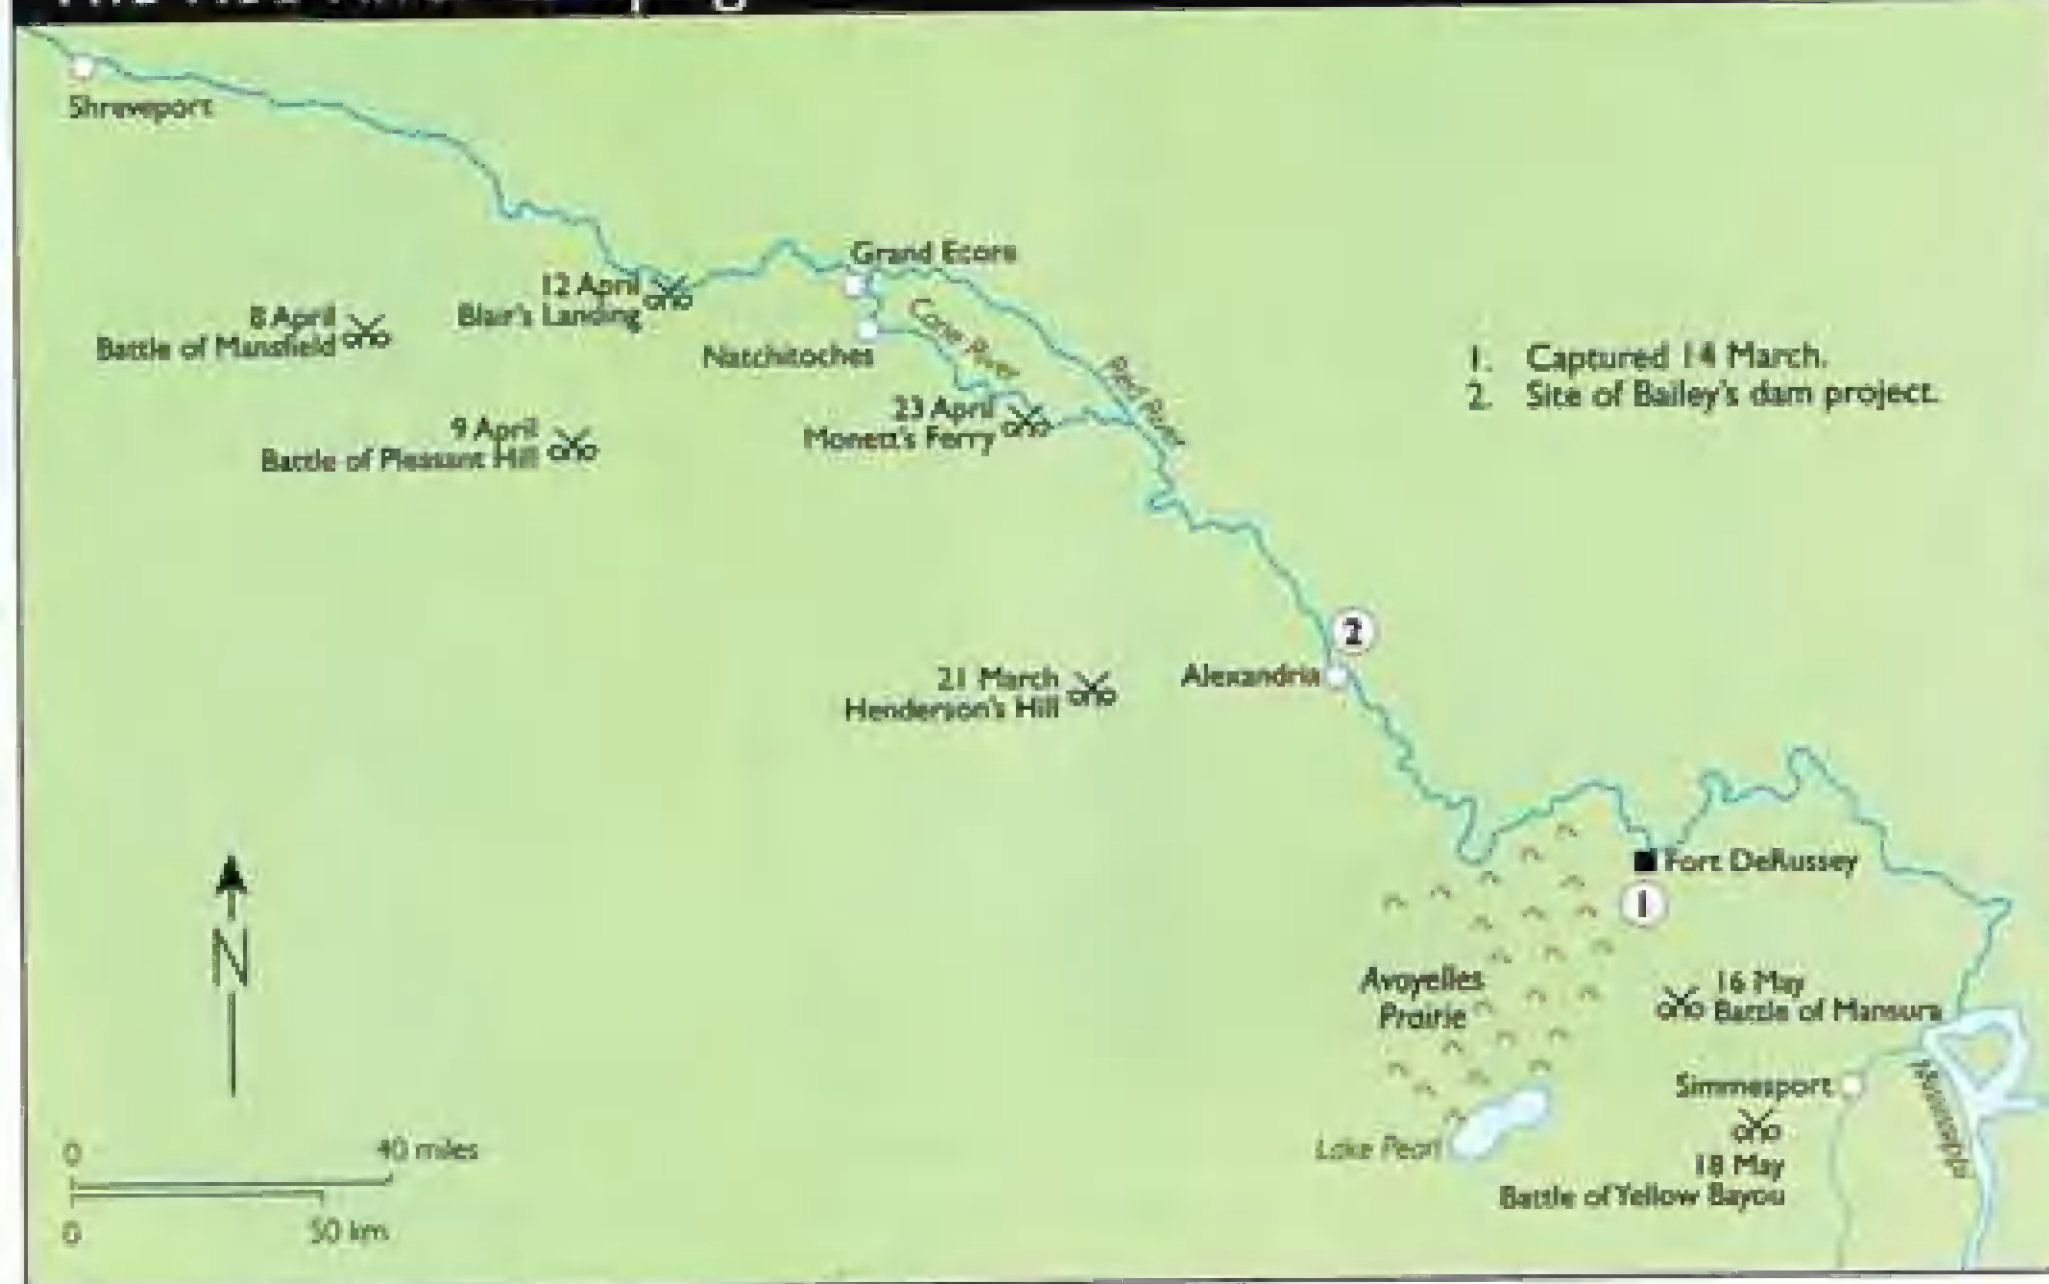 Shreveport
Grand Ecore
12 April
Blair's Landing
8 April
Battle of Mansfield
Cane River
Natchitoches
Red River
1. Captured 14 March.
2. Site of Bailey's dam project.
23 April
Monett's Ferry
9 April
Battle of Pleasant Hill
2
21 March
Henderson's Hill
Alexandria
Fort DeRussey
1
N
Avoyelles
Prairie
16 May
Battle of Mansura
Simmesport
Mississippi
Lake Pearl
18 May
Battle of Yellow Bayou
0 40 miles
0 50 km